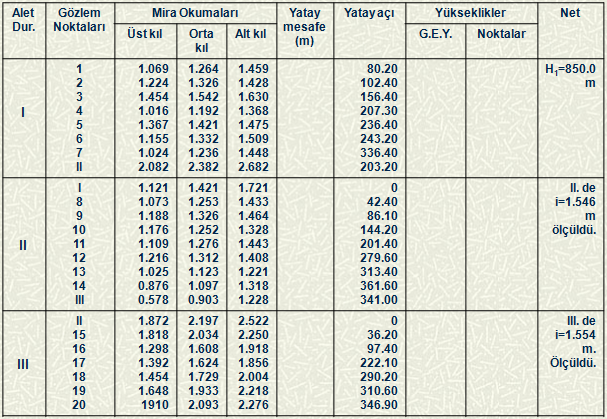 Alet Dur. Gözlem Noktaları Mira Okumaları Yatay mesafe (m) Yatay açı Yükseklikler Net
Üst kıl Orta kıl Alt kıl G.E.Y. Noktalar
I
1 1.069 1.264 1.459 80.20 H1=850.0 m
2 1.224 1.326 1.428 102.40
3 1.454 1.542 1.630 156.40
4 1.016 1.192 1.368 207.30
5 1.367 1.421 1.475 236.40
6 1.155 1.332 1.509 243.20
7 1.024 1.236 1.448 336.40
II 2.082 2.382 2.682 203.20
II
I 1.121 1.421 1.721 0 II. de
8 1.073 1.253 1.433 42.40 i=1.546
9 1.188 1.326 1.464 86.10 m
10 1.176 1.252 1.328 144.20 ölçüldü.
11 1.109 1.276 1.443 201.40
12 1.216 1.312 1.408 279.60
13 1.025 1.123 1.221 313.40
14 0.876 1.097 1.318 361.60
III 0.578 0.903 1.228 341.00
III
II 1.872 2.197 2.522 0 III. de
15 1.818 2.034 2.250 36.20 i=1.554
16 1.298 1.608 1.918 97.40 m.
17 1.392 1.624 1.856 222.10 Ölçüldü.
18 1.454 1.729 2.004 290.20
19 1.648 1.933 2.218 310.60
20 1910 2.093 2.276 346.90